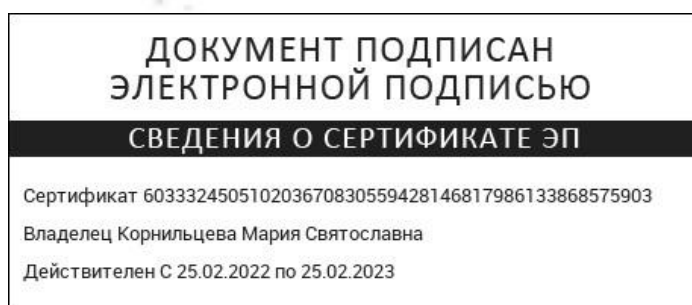 ДОКУМЕНТ ПОДПИСАН
ЭЛЕКТРОННОЙ ПОДПИСЬЮ
СВЕДЕНИЯ О СЕРТИФИКАТЕ ЭП
Сертификат 603332450510203670830559428146817986133868575903
Владелец Корнильцева Мария Святославна
Действителен С 25.02.2022 по 25.02.2023